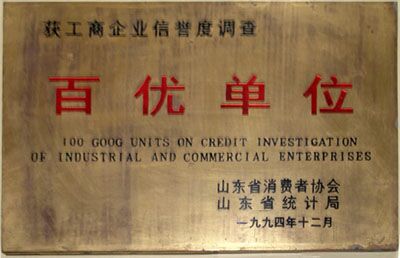 获工商企业信誉度调查
百优单位
100 GOOG UNITS ON CREDIT INVESTIGATION
OF INDUSTRIAL AND COMMERCIAL ENTERPRISES
山东省消费者协会
山东省统计局
一九九四年十二月